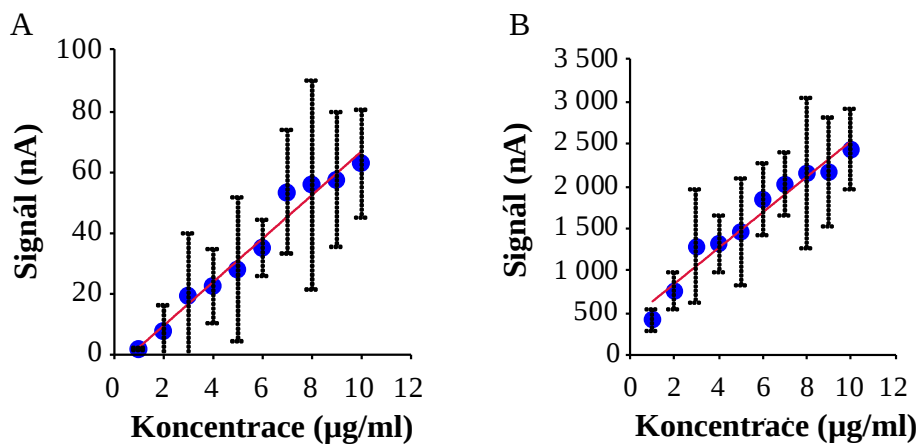 A
100
80
60
40
20
0
0 2 4 6 8 10 12
Signál (nA)
Koncentrace (µg/ml)
B
3 500
3 000
2 500
2 000
1 500
1 000
500
0
0 2 4 6 8 10 12
Signál (nA)
Koncentrace (µg/ml)